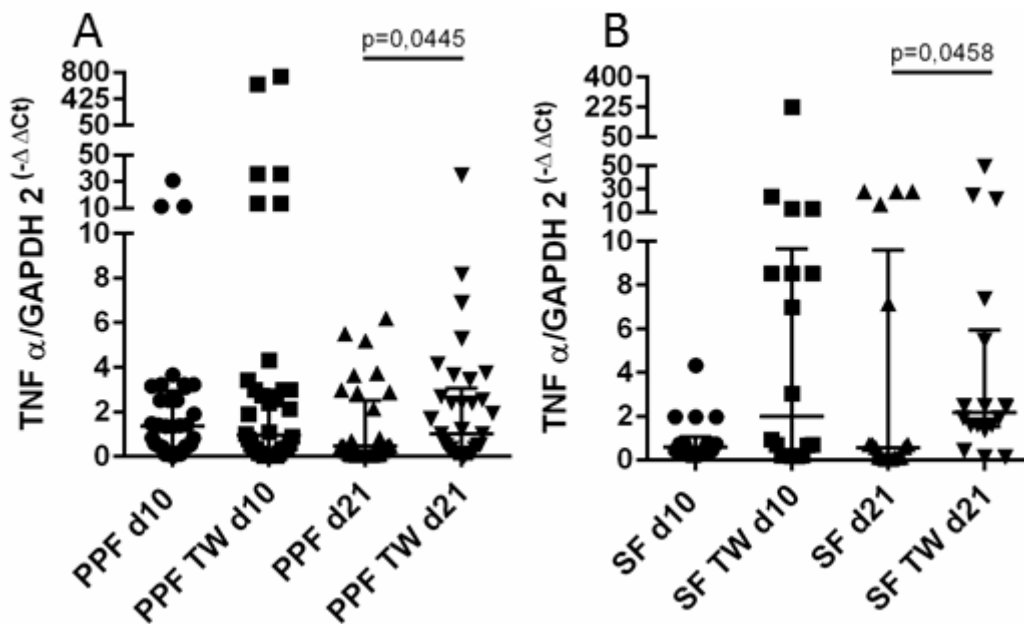 A
p=0,0445
TNF α/GAPDH 2(-Δ ΔCt)
800
425
50
50
30
10
10
8
6
4
2
0
PPF d10
PPF TW d10
PPF d21
PPF TW d21
B
p=0,0458
TNF α/GAPDH 2(-Δ ΔCt)
400
225
50
50
30
10
10
8
6
4
2
0
SF d10
SF TW d10
SF d21
SF TW d21